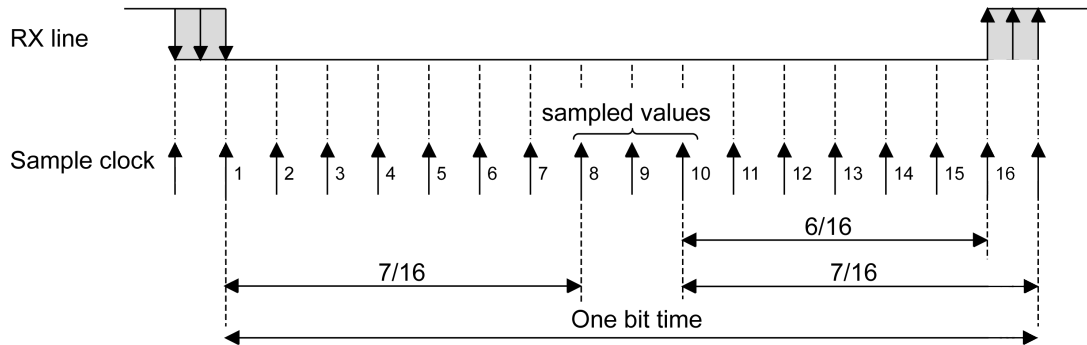 RX line
sampled values
Sample clock
1 2 3 4 5 6 7 8 9 10 11 12 13 14 15 16
6/16
7/16 7/16
One bit time